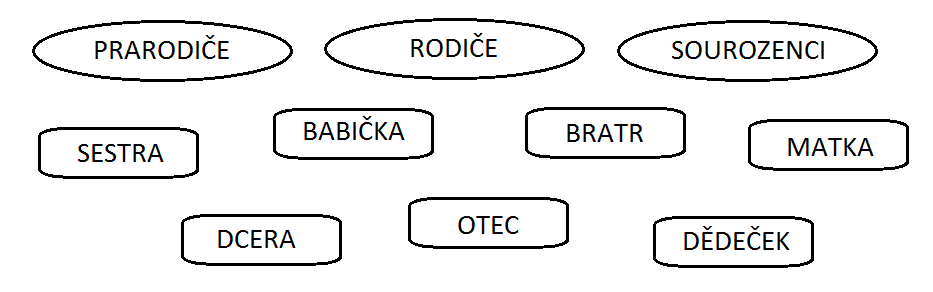 PRARODIČE
RODIČE
SOUROZENCI
SESTRA
BABIČKA
BRATR
MATKA
DCERA
OTEC
DĚDEČEK